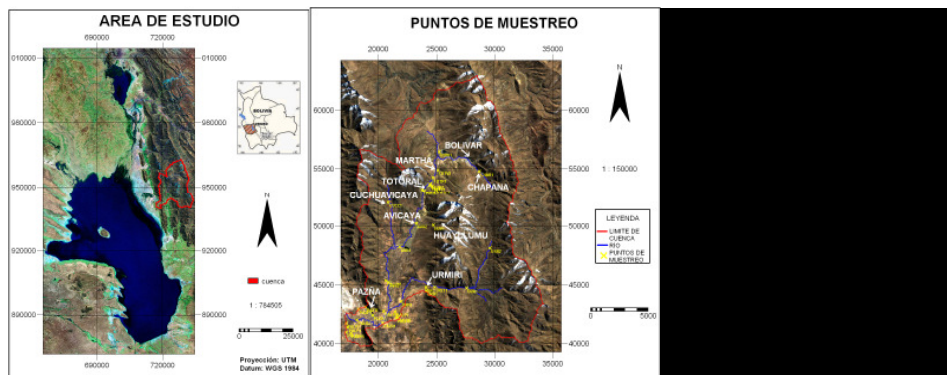 AREA DE ESTUDIO
690000 720000
010000 010000
980000 980000
950000 950000
920000 920000
890000 890000
690000 720000
BOLIVIA
N
cuenca
1 : 784505
0 25000
Proyección: UTM
Datum: WGS 1984
PUNTOS DE MUESTREO
20000 25000 30000 35000
60000 60000
55000 55000
50000 50000
45000 45000
40000 40000
20000 25000 30000 35000
BOLIVAR
MARTHA
TOTORAL
CHAPANA
CUCHUAVICAYA
AVICAYA
HUAYLLUMU
URMIRI
PAZÑA
N
1 : 150000
LEYENDA
LIMITE DE
CUENCA
RIO
PUNTOS DE
MUESTREO
0 5000